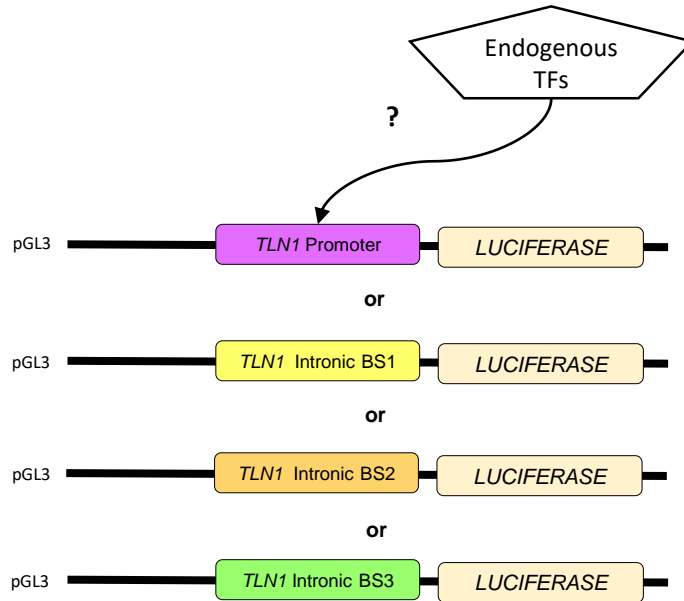 Endogenous
TFs
?
pGL3 TLN1 Promoter LUCIFERASE
or
pGL3 TLN1 Intronic BS1 LUCIFERASE
or
pGL3 TLN1 Intronic BS2 LUCIFERASE
or
pGL3 TLN1 Intronic BS3 LUCIFERASE